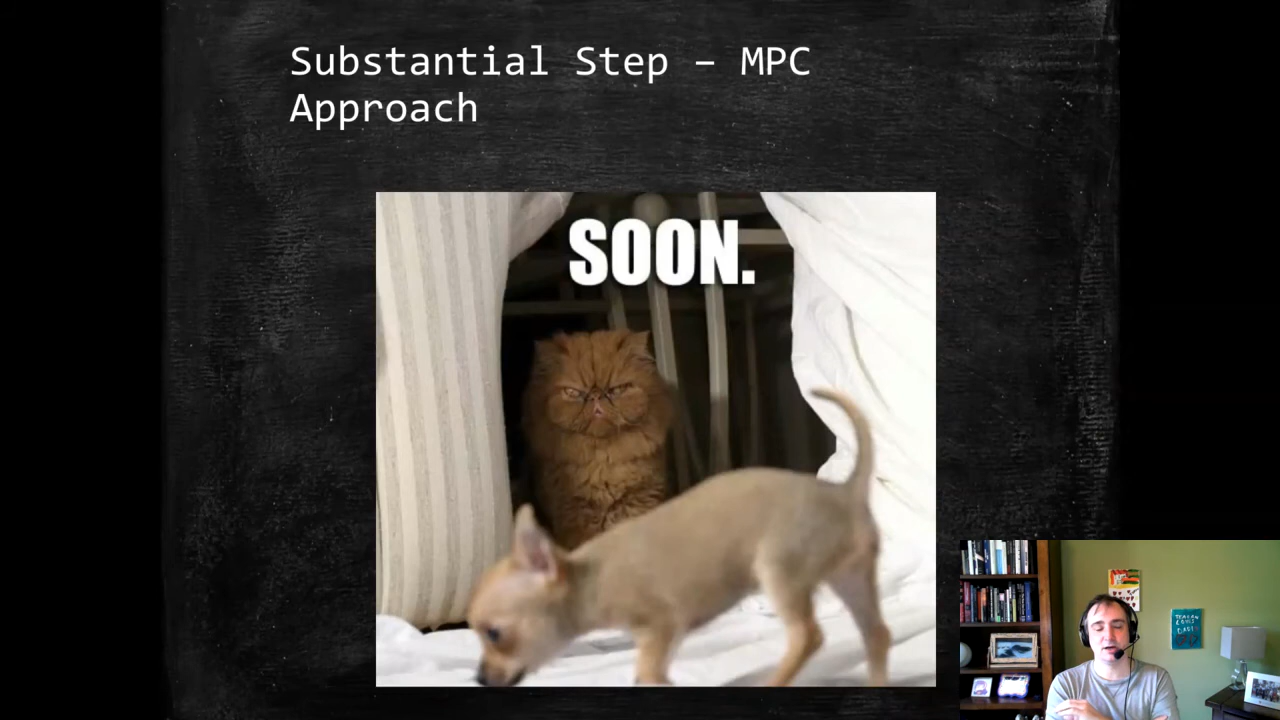 Substantial Step – MPC
Approach
SOON.